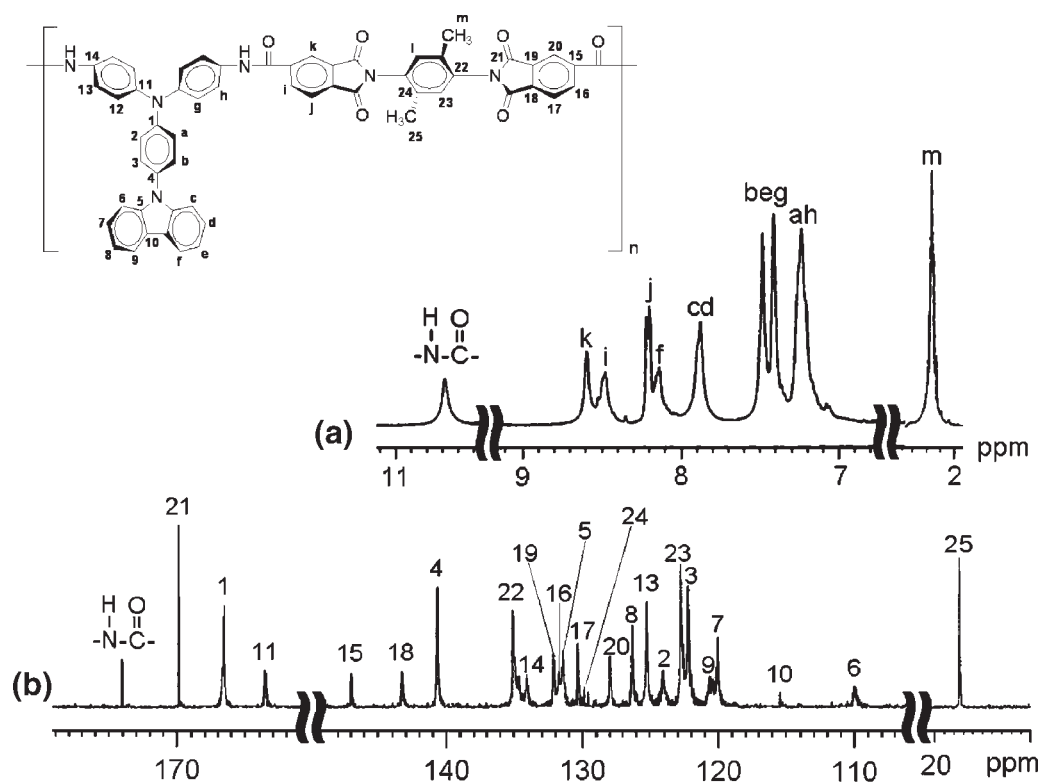 m
14 NH NH O k O l CH₃ O 20 15 O
13 11 h i N 22 N 21 19 16
12 N g j O 24 23 O 18 17
1 H₃C 25
2 a
3 b
4
N
6 5 c
7 10 d
8 9 f e
n
m
beg
ah
H O
-N-C-
k i j f cd
(a)
11 9 8 7 2 ppm
21
25
24
5
H O
-N-C-
1 11 15 18 4 22 14 19 16 17 20 8 13 2 23 3 9 7 10 6
(b)
170 140 130 120 110 20 ppm